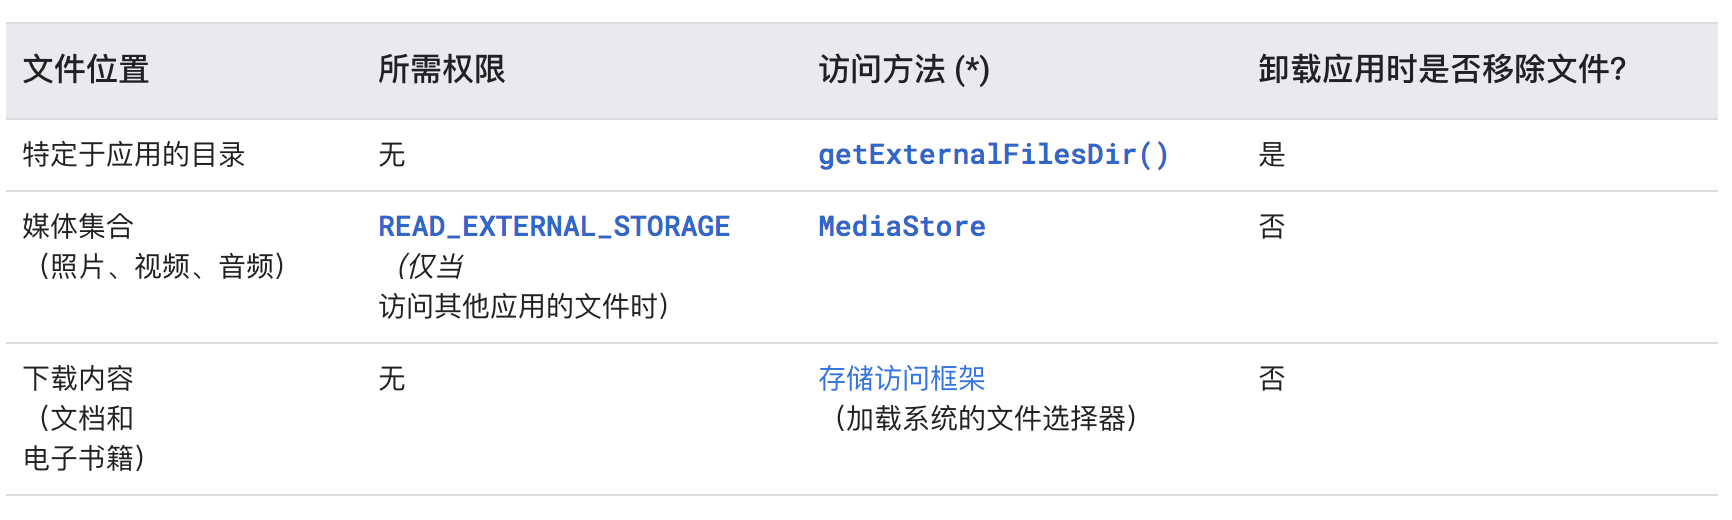 文件位置 所需权限 访问方法 (*) 卸载应用时是否移除文件?
特定于应用的目录 无 getExternalFilesDir() 是
媒体集合 READ_EXTERNAL_STORAGE MediaStore 否
（照片、视频、音频） （仅当
访问其他应用的文件时）
下载内容 无 存储访问框架 否
（文档和 （加载系统的文件选择器）
电子书籍）